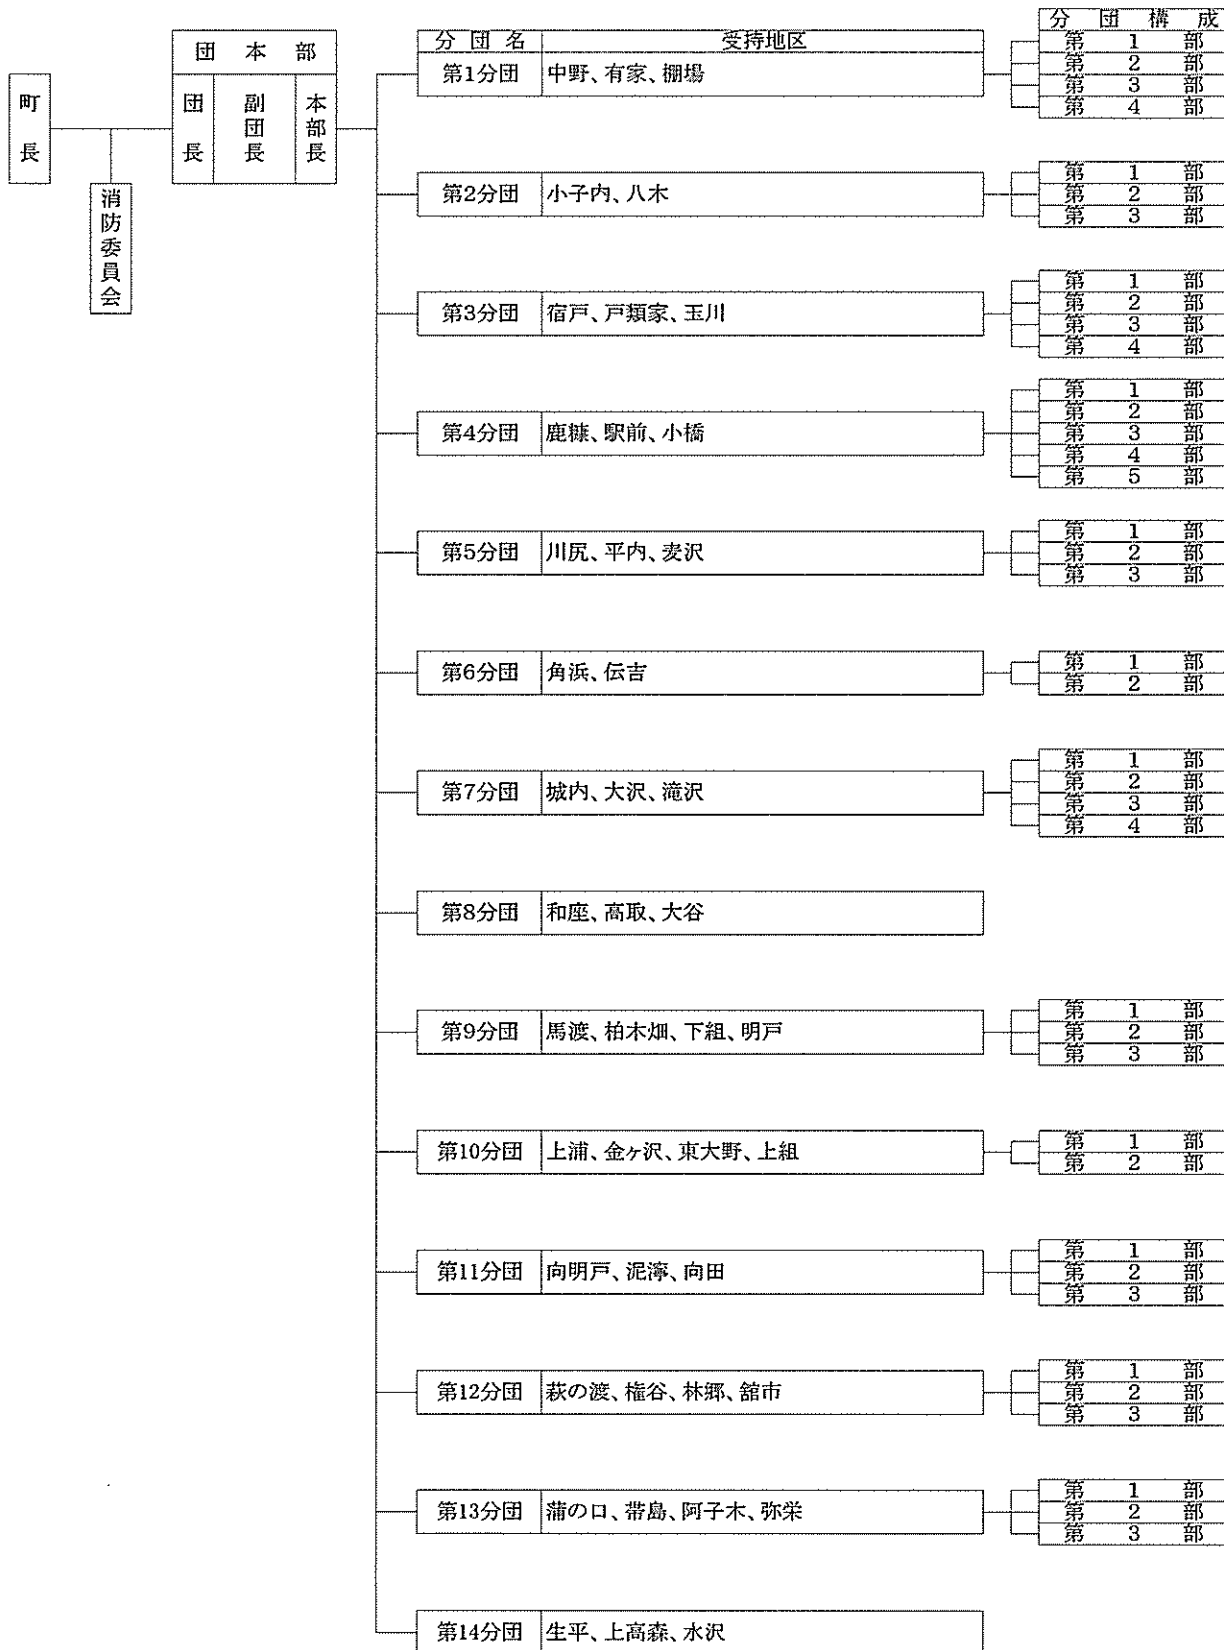 町長
消防委員会
団本部
団長
副団長
本部長
分団名 受持地区 分団構成
第1分団 中野、有家、棚場
第1部
第2部
第3部
第4部
第2分団 小子内、八木
第1部
第2部
第3部
第3分団 宿戸、戸類家、玉川
第1部
第2部
第3部
第4部
第4分団 鹿糠、駅前、小橋
第1部
第2部
第3部
第4部
第5部
第5分団 川尻、平内、麦沢
第1部
第2部
第3部
第6分団 角浜、伝吉
第1部
第2部
第7分団 城内、大沢、滝沢
第1部
第2部
第3部
第4部
第8分団 和座、高取、大谷
第9分団 馬渡、柏木畑、下組、明戸
第1部
第2部
第3部
第10分団 上浦、金ヶ沢、東大野、上組
第1部
第2部
第11分団 向明戸、泥濘、向田
第1部
第2部
第3部
第12分団 萩の渡、権谷、林郷、舘市
第1部
第2部
第3部
第13分団 蒲の口、帯島、阿子木、弥栄
第1部
第2部
第3部
第14分団 生平、上高森、水沢